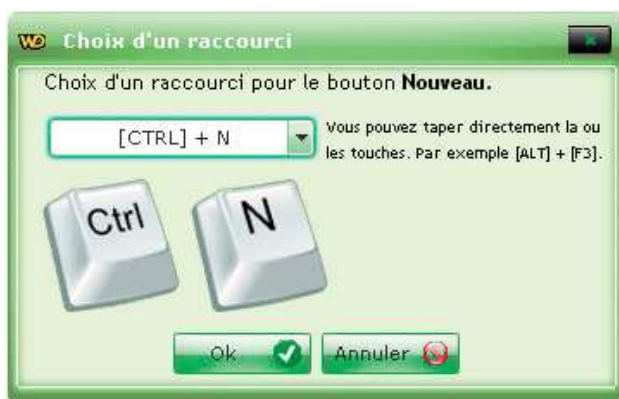 WD Choix d'un raccourci
Choix d'un raccourci pour le bouton Nouveau.
[CTRL] + N
Vous pouvez taper directement la ou
les touches. Par exemple [ALT] + [F3].
Ctrl N
Ok Annuler